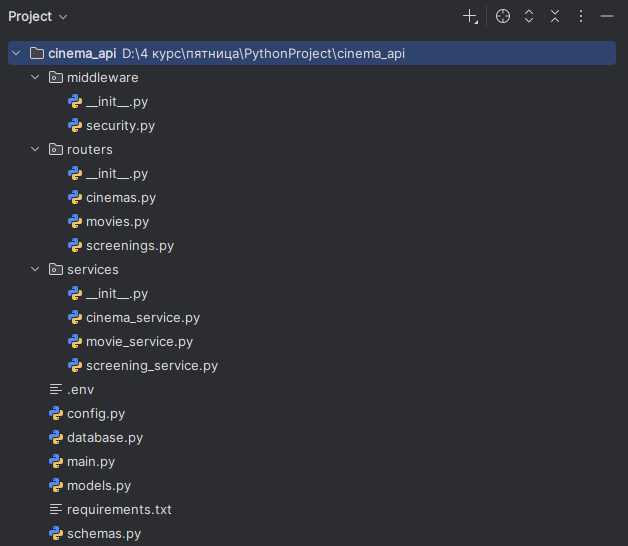 Project
cinema_api D:\4 курс\пятница\PythonProject\cinema_api
middleware
__init__.py
security.py
routers
__init__.py
cinemas.py
movies.py
screenings.py
services
__init__.py
cinema_service.py
movie_service.py
screening_service.py
.env
config.py
database.py
main.py
models.py
requirements.txt
schemas.py